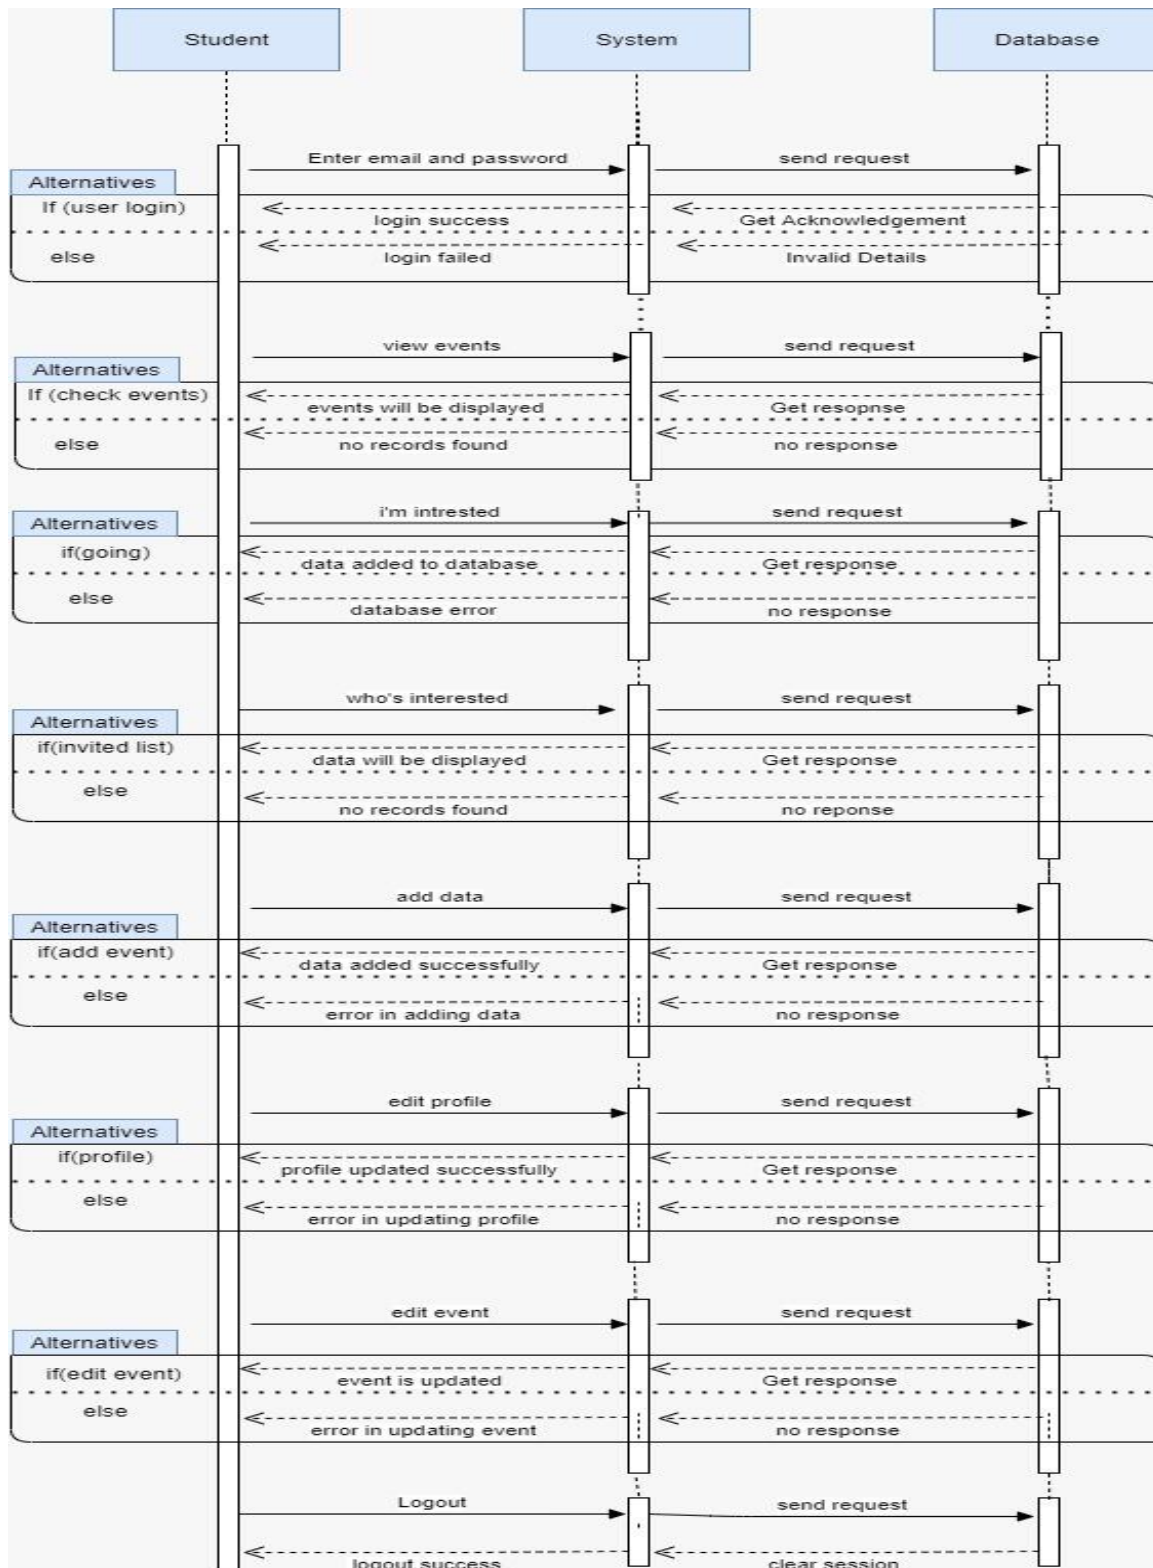 Student System Database
Enter email and password send request
Alternatives
If (user login)
login success Get Acknowledgement
else login failed Invalid Details
view events send request
Alternatives
If (check events)
events will be displayed Get resopnse
else no records found no response
i'm intrested send request
Alternatives
if(going)
data added to database Get response
else
database error no response
who's interested send request
Alternatives
if(invited list)
data will be displayed Get response
else
no records found no reponse
add data send request
Alternatives
if(add event)
data added successfully Get response
else
error in adding data no response
edit profile send request
Alternatives
if(profile)
profile updated successfully Get response
else
error in updating profile no response
edit event send request
Alternatives
if(edit event)
event is updated Get response
else
error in updating event no response
Logout send request
logout success clear session